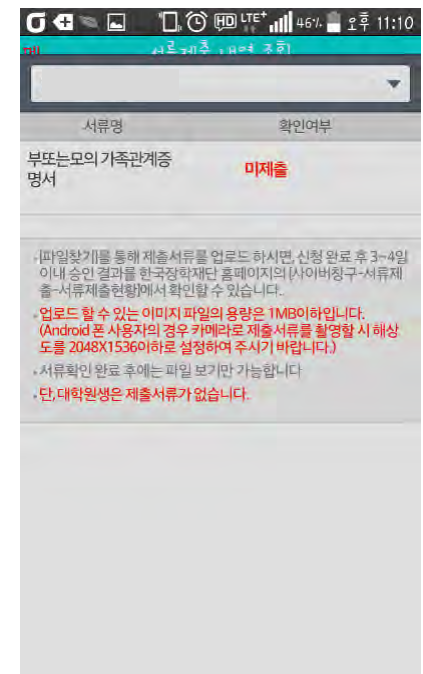 HD LTE+ 46% 오후 11:10
서류명 확인여부
부또는모의 가족관계증
명서
미제출
[파일찾기]를 통해 제출서류를 업로드 하시면, 신청 완료 후 3~4일
이내 승인 결과를 한국장학재단 홈페이지의 [사이버창구-서류제
출-서류제출현황]에서 확인할 수 있습니다.
업로드 할 수 있는 이미지 파일의 용량은 1MB이하입니다.
(Android 폰 사용자의 경우 카메라로 제출서류를 촬영할 시 해상
도를 2048X1536이하로 설정하여 주시기 바랍니다.)
서류확인 완료 후에는 파일 보기만 가능합니다
단, 대학원생은 제출서류가 없습니다.